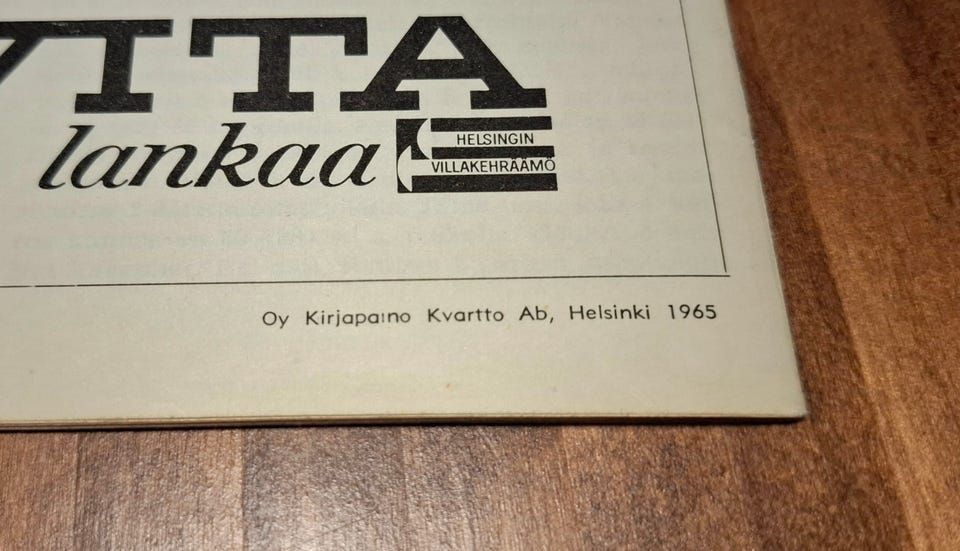 VITA
lankaa
HELSINGIN
VILLAKEHRÄÄMÖ
Oy Kirjapaino Kvartto Ab, Helsinki 1965